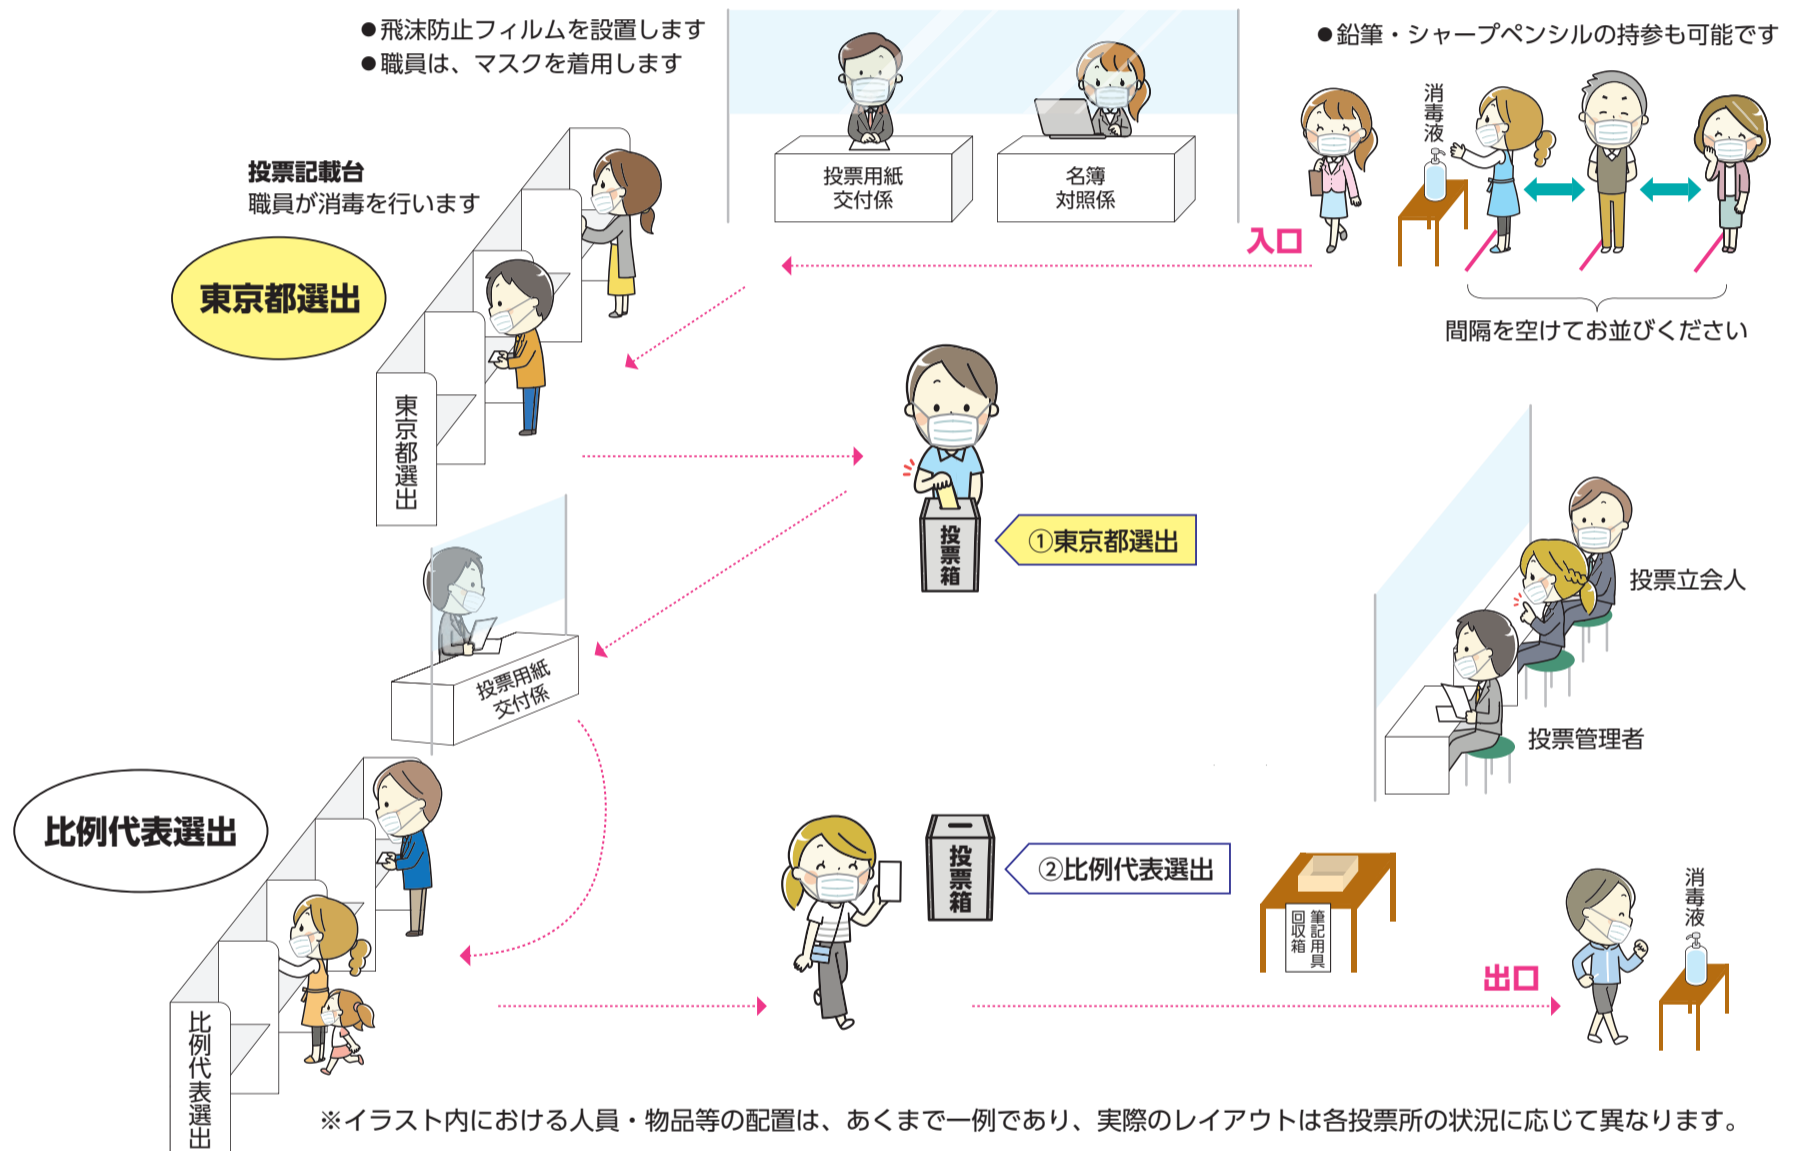 ●飛沫防止フィルムを設置します
●職員は、マスクを着用します
●鉛筆・シャープペンシルの持参も可能です
消毒液
投票用紙
交付係
名簿
対照係
入口
間隔を空けてお並びください
投票記載台
職員が消毒を行います
東京都選出
東京都選出
投票箱
①東京都選出
投票立会人
投票管理者
投票用紙
交付係
比例代表選出
比例代表選出
投票箱
②比例代表選出
筆記用具
回収箱
出口
消毒液
※イラスト内における人員・物品等の配置は、あくまで一例であり、実際のレイアウトは各投票所の状況に応じて異なります。